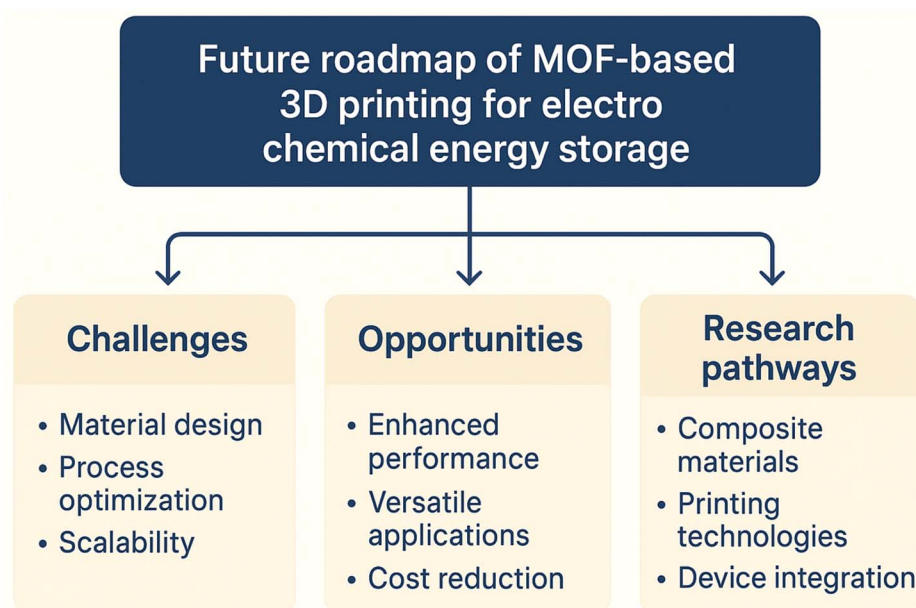 Future roadmap of MOF-based
3D printing for electro
chemical energy storage
Challenges
• Material design
• Process
optimization
• Scalability
Opportunities
• Enhanced
performance
• Versatile
applications
• Cost reduction
Research
pathways
• Composite
materials
• Printing
technologies
• Device integration